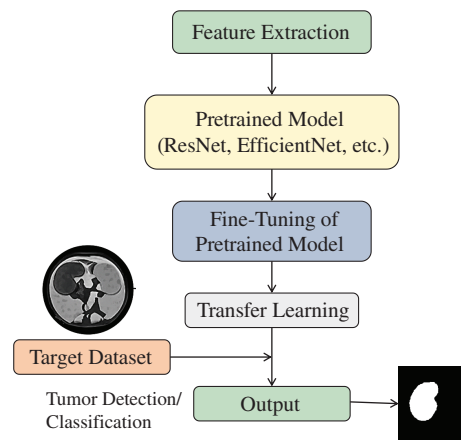 Feature Extraction
Pretrained Model
(ResNet, EfficientNet, etc.)
Fine-Tuning of
Pretrained Model
Transfer Learning
Target Dataset
Tumor Detection/
Classification
Output